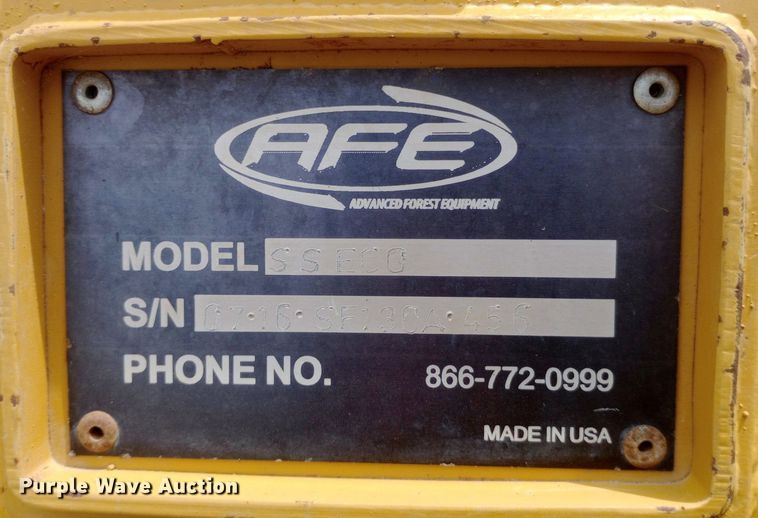 AFE
ADVANCED FOREST EQUIPMENT
MODEL SS ECO
S/N 07·16·SF130A·456
PHONE NO. 866-772-0999
MADE IN USA
Purple Wave Auction